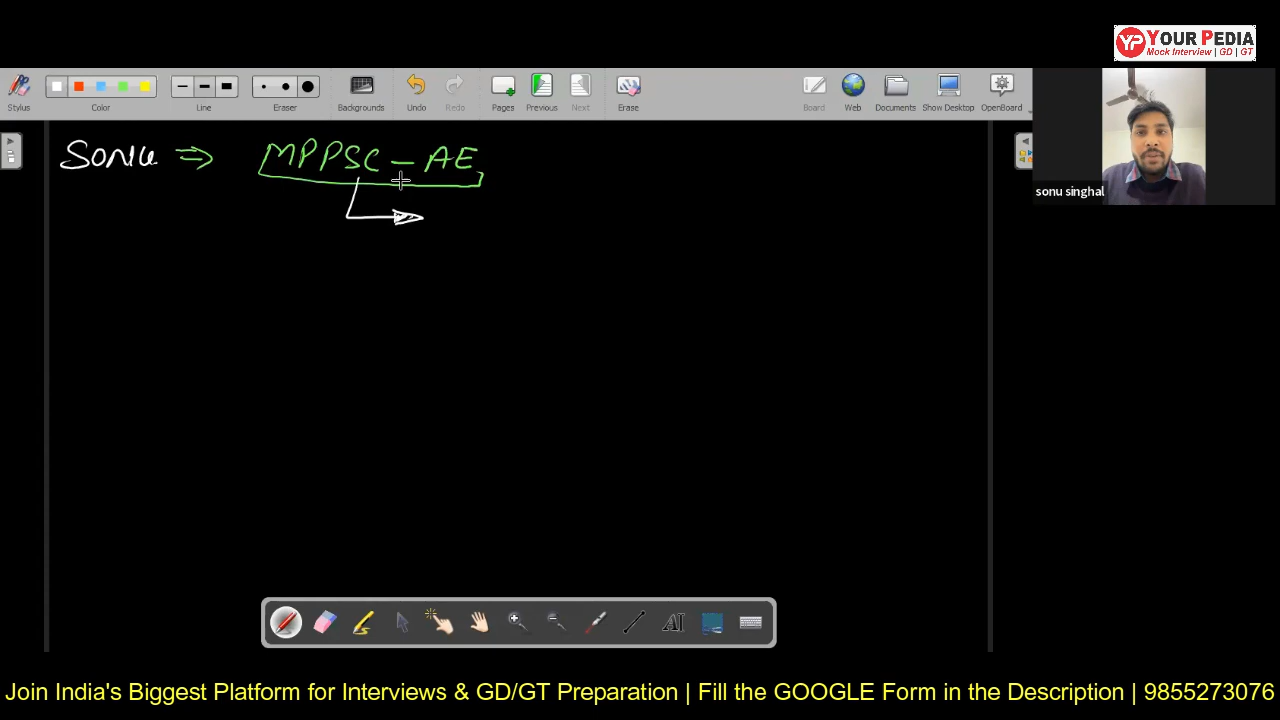 YP YOUR PEDIA
Mock Interview | GD | GT
Stylus
Color
Line
Eraser
Backgrounds
Undo
Redo
Pages
Previous
Next
Erase
Board
Web
Documents
Show Desktop
OpenBoard
Sonu ⇒ MPPSC - AE
sonu singhal
AI
Join India's Biggest Platform for Interviews & GD/GT Preparation | Fill the GOOGLE Form in the Description | 9855273076